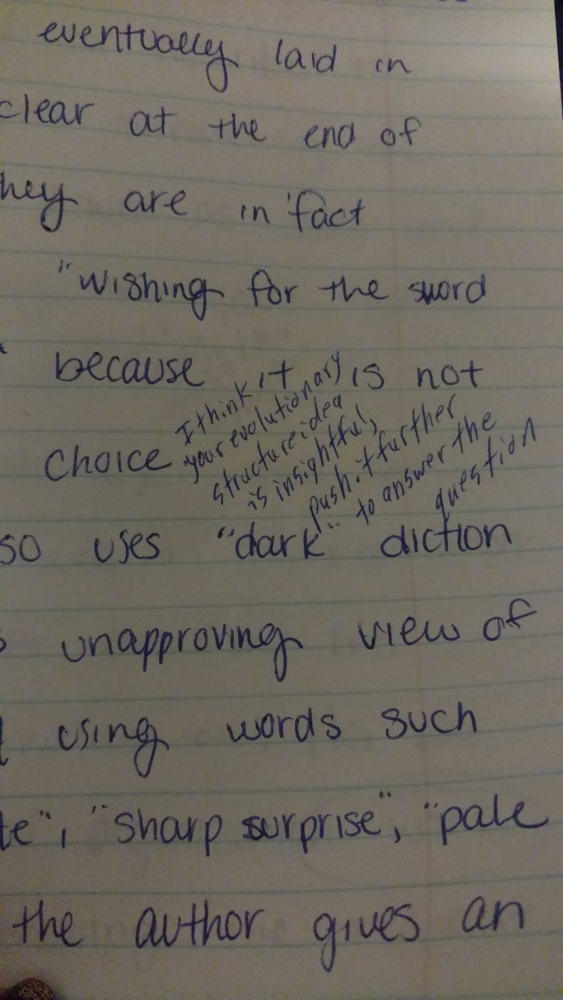 eventually laid in
clear at the end of
hey are in fact
"wishing for the sword
because it is not
choice
I think
your evolutionary
structure idea
is insightful,
push it further
to answer the
question
so uses "dark" diction
unapproving view of
using words such
te", "sharp surprise", "pale
the author gives an